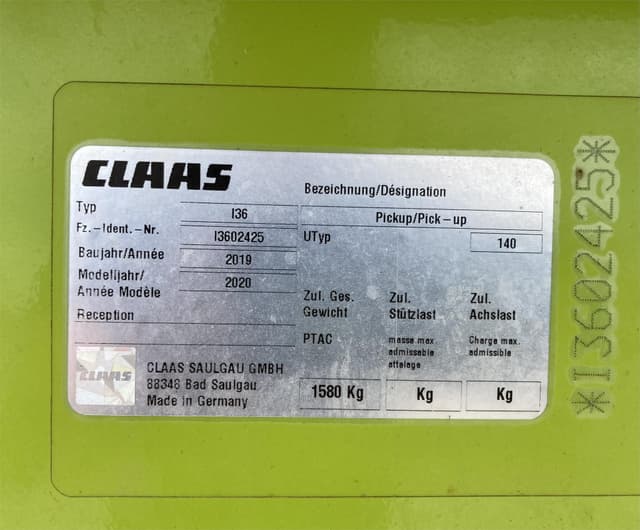 CLAAS
Bezeichnung/Désignation
Typ I36 Pickup/Pick-up
Fz.-Ident.-Nr. I3602425 UTyp 140
Baujahr/Année 2019
Modelljahr/
Année Modèle 2020
Reception
Zul. Ges.
Gewicht
Zul.
Stützlast
Zul.
Achslast
PTAC
masse max
admissable
attelage
Charge max.
admissible
1580 Kg Kg Kg
CLAAS
CLAAS SAULGAU GMBH
88348 Bad Saulgau
Made in Germany
*I3602425*